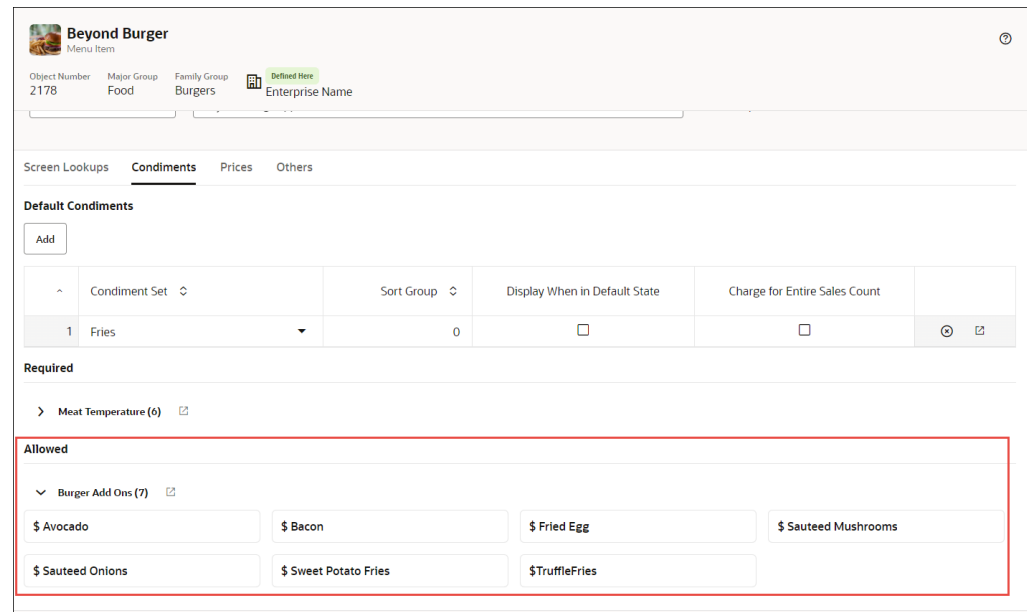 Beyond Burger
Menu Item
Object Number Major Group Family Group Defined Here
2178 Food Burgers Enterprise Name
Screen Lookups Condiments Prices Others
Default Condiments
Add
Condiment Set Sort Group Display When in Default State Charge for Entire Sales Count
1 Fries 0
Required
Meat Temperature (6)
Allowed
Burger Add Ons (7)
$ Avocado $ Bacon $ Fried Egg $ Sauteed Mushrooms
$ Sauteed Onions $ Sweet Potato Fries $TruffleFries